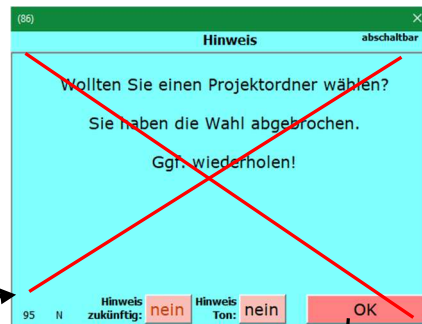 (86)
Hinweis abschaltbar
Wollten Sie einen Projektordner wählen?
Sie haben die Wahl abgebrochen.
Ggf. wiederholen!
95 N Hinweis zukünftig: nein Hinweis Ton: nein OK